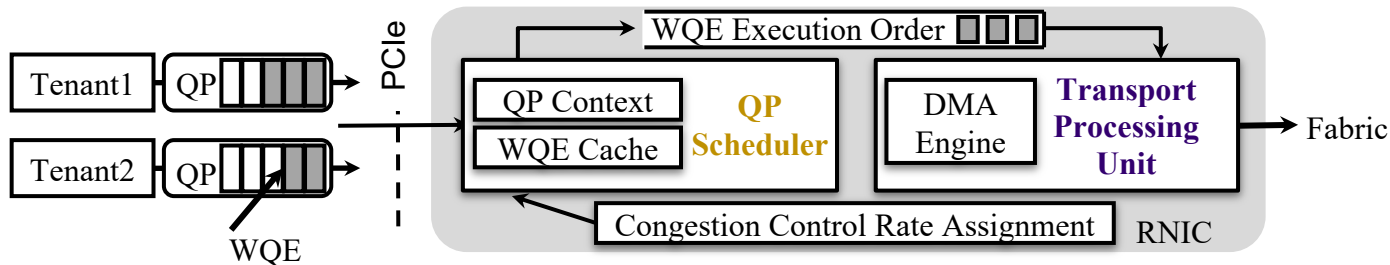 WQE Execution Order
PCIe
Tenant1
QP
QP Context
WQE Cache
QP
Scheduler
DMA
Engine
Transport
Processing
Unit
Fabric
Tenant2
QP
WQE
Congestion Control Rate Assignment
RNIC